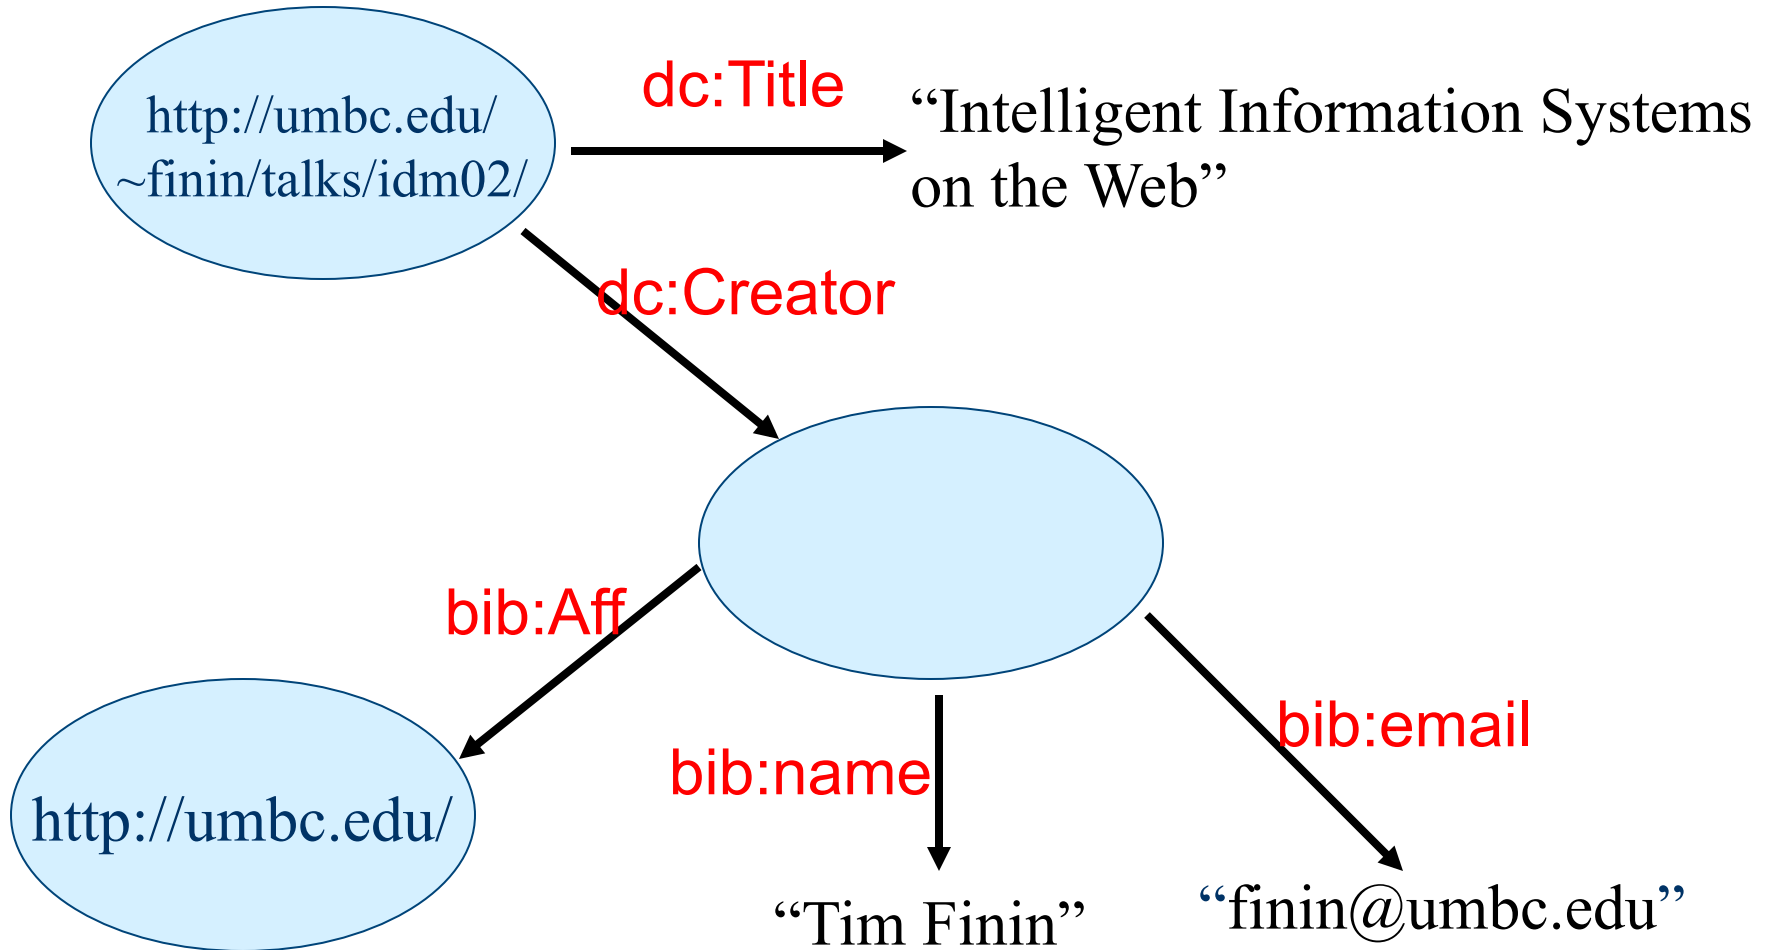 http://umbc.edu/
~finin/talks/idm02/
dc:Title
“Intelligent Information Systems
on the Web”
dc:Creator
bib:Aff
http://umbc.edu/
bib:name
bib:email
“Tim Finin”
“finin@umbc.edu”